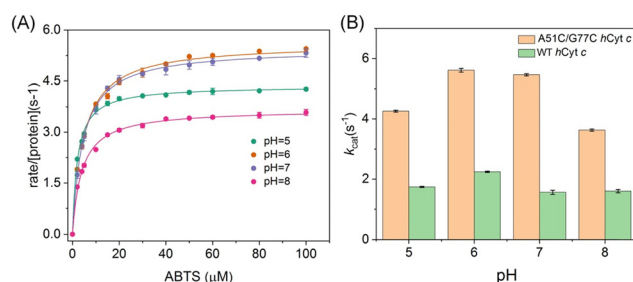 (A)
rate/[protein](s-1)
6.0
4.5
3.0
1.5
0.0
pH=5
pH=6
pH=7
pH=8
0 20 40 60 80 100
ABTS (μM)
(B)
A51C/G77C hCyt c
WT hCyt c
kcat(s-1)
6
4
2
0
5 6 7 8
pH